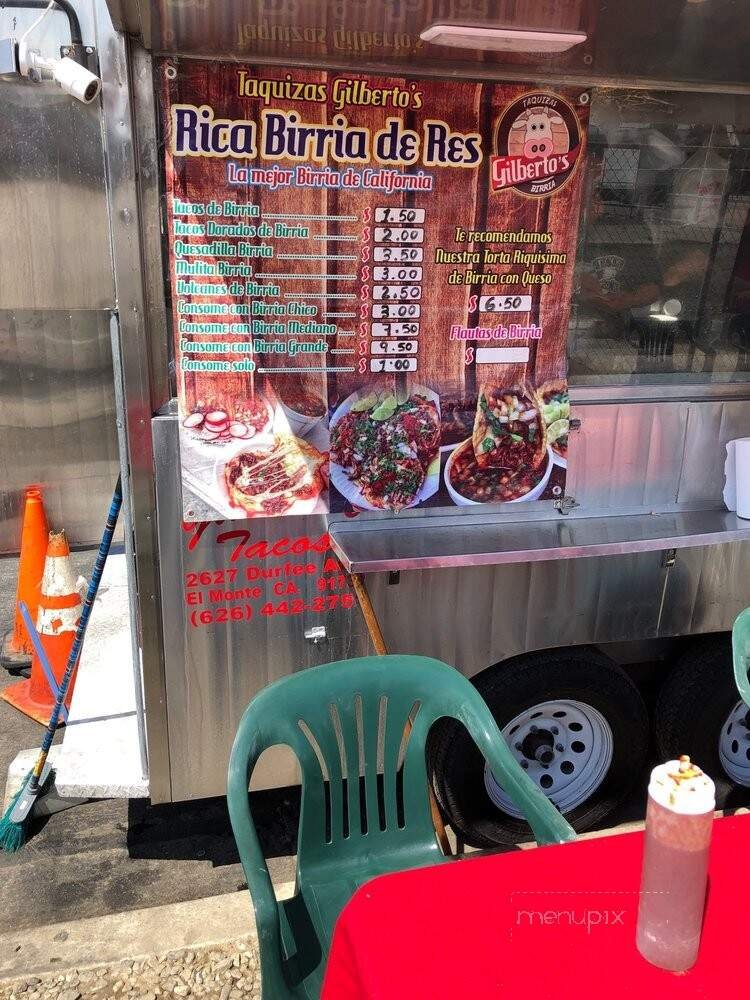 Taquizas Gilberto's
Rica Birria de Res
La mejor Birria de California
TAQUIZAS
Gilberto's
BIRRIA
Tacos de Birria $ 1.50
Tacos Dorados de Birria $ 2.00
Quesadilla Birria $ 3.50
Mulita Birria $ 3.00
Volcanes de Birria $ 2.50
Consome con Birria Chico $ 3.00
Consome con Birria Mediano $ 7.50
Consome con Birria Grande $ 9.50
Consome solo $ 1.00
Te recomendamos
Nuestra Torta Riquisima
de Birria con Queso
$ 6.50
Flautas de Birria
$
Tacos
2627 Durfee A
El Monte CA 917
(626) 442-276
menupix